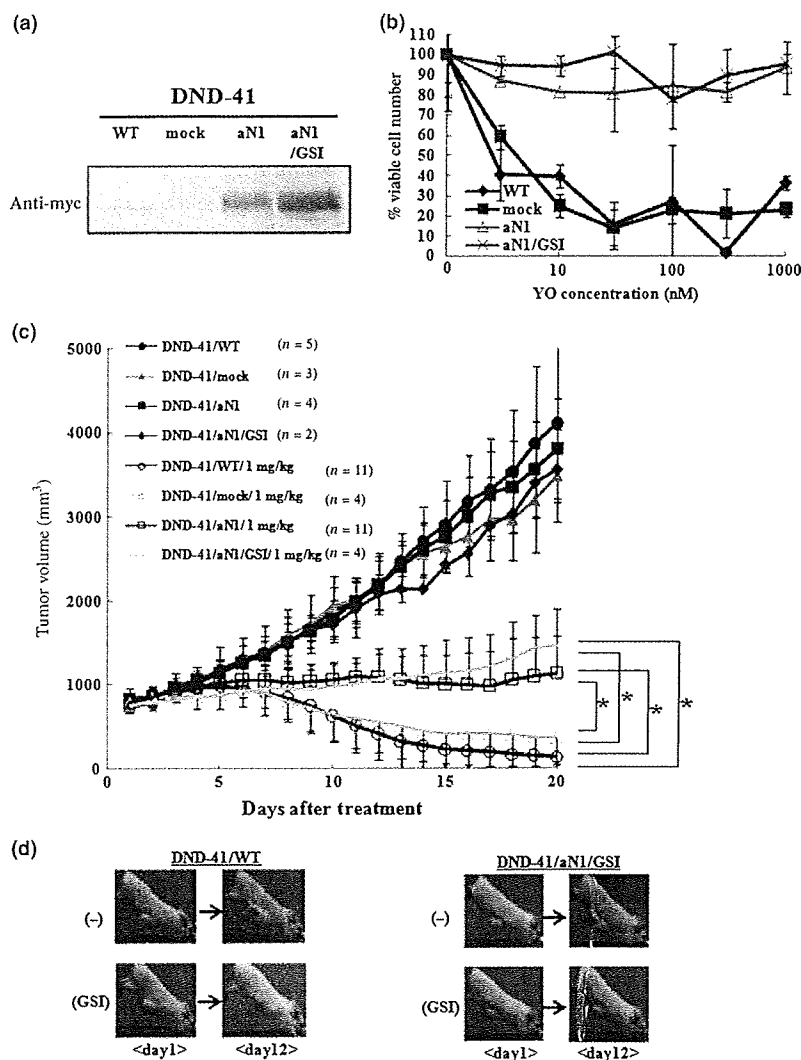 (a)
DND-41
WT mock aN1 aN1
/GSI
Anti-myc
(b)
110
100
90
80
70
60
50
40
30
20
10
0
% viable cell number
WT
mock
aN1
aN1/GSI
0 10 100 1000
YO concentration (nM)
(c)
5000
4000
3000
2000
1000
0
Tumor volume (mm³)
DND-41/WT (n = 5)
DND-41/mock (n = 3)
DND-41/aN1 (n = 4)
DND-41/aN1/GSI (n = 2)
DND-41/WT/1 mg/kg (n = 11)
DND-41/mock/1 mg/kg (n = 4)
DND-41/aN1/1 mg/kg (n = 11)
DND-41/aN1/GSI/1 mg/kg (n = 4)
* * * *
0 5 10 15 20
Days after treatment
(d)
DND-41/WT
DND-41/aN1/GSI
(–) (–)
(GSI) (GSI)
<day1> <day12> <day1> <day12>